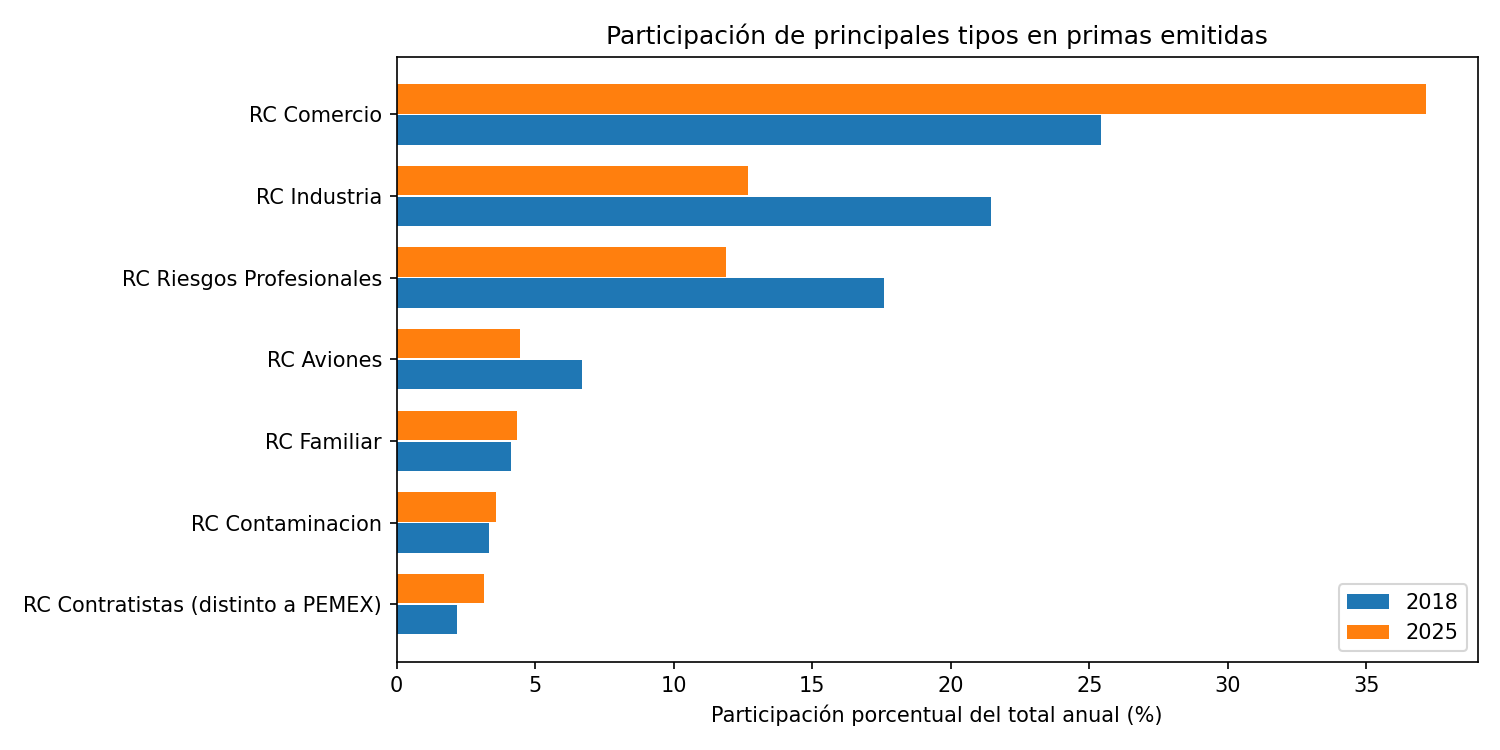 Participación de principales tipos en primas emitidas
RC Comercio
RC Industria
RC Riesgos Profesionales
RC Aviones
RC Familiar
RC Contaminacion
RC Contratistas (distinto a PEMEX)
2018
2025
0 5 10 15 20 25 30 35
Participación porcentual del total anual (%)